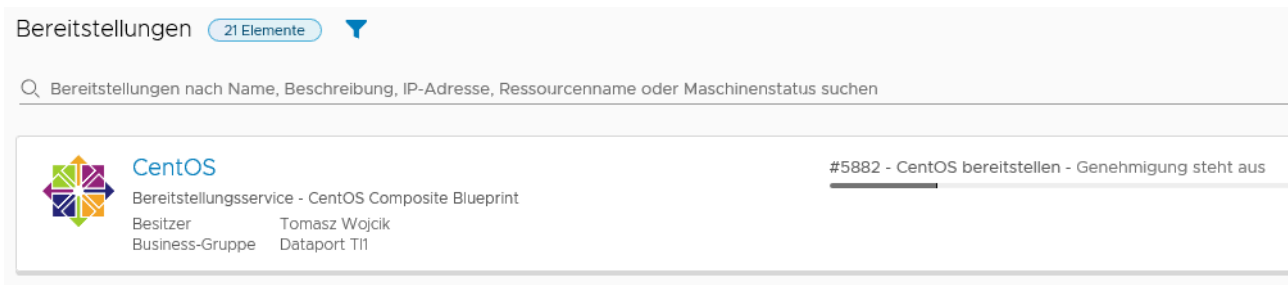 Bereitstellungen 21 Elemente
Bereitstellungen nach Name, Beschreibung, IP-Adresse, Ressourcenname oder Maschinenstatus suchen
CentOS
#5882 - CentOS bereitstellen - Genehmigung steht aus
Bereitstellungsservice - CentOS Composite Blueprint
Besitzer Tomasz Wojcik
Business-Gruppe Dataport TI1